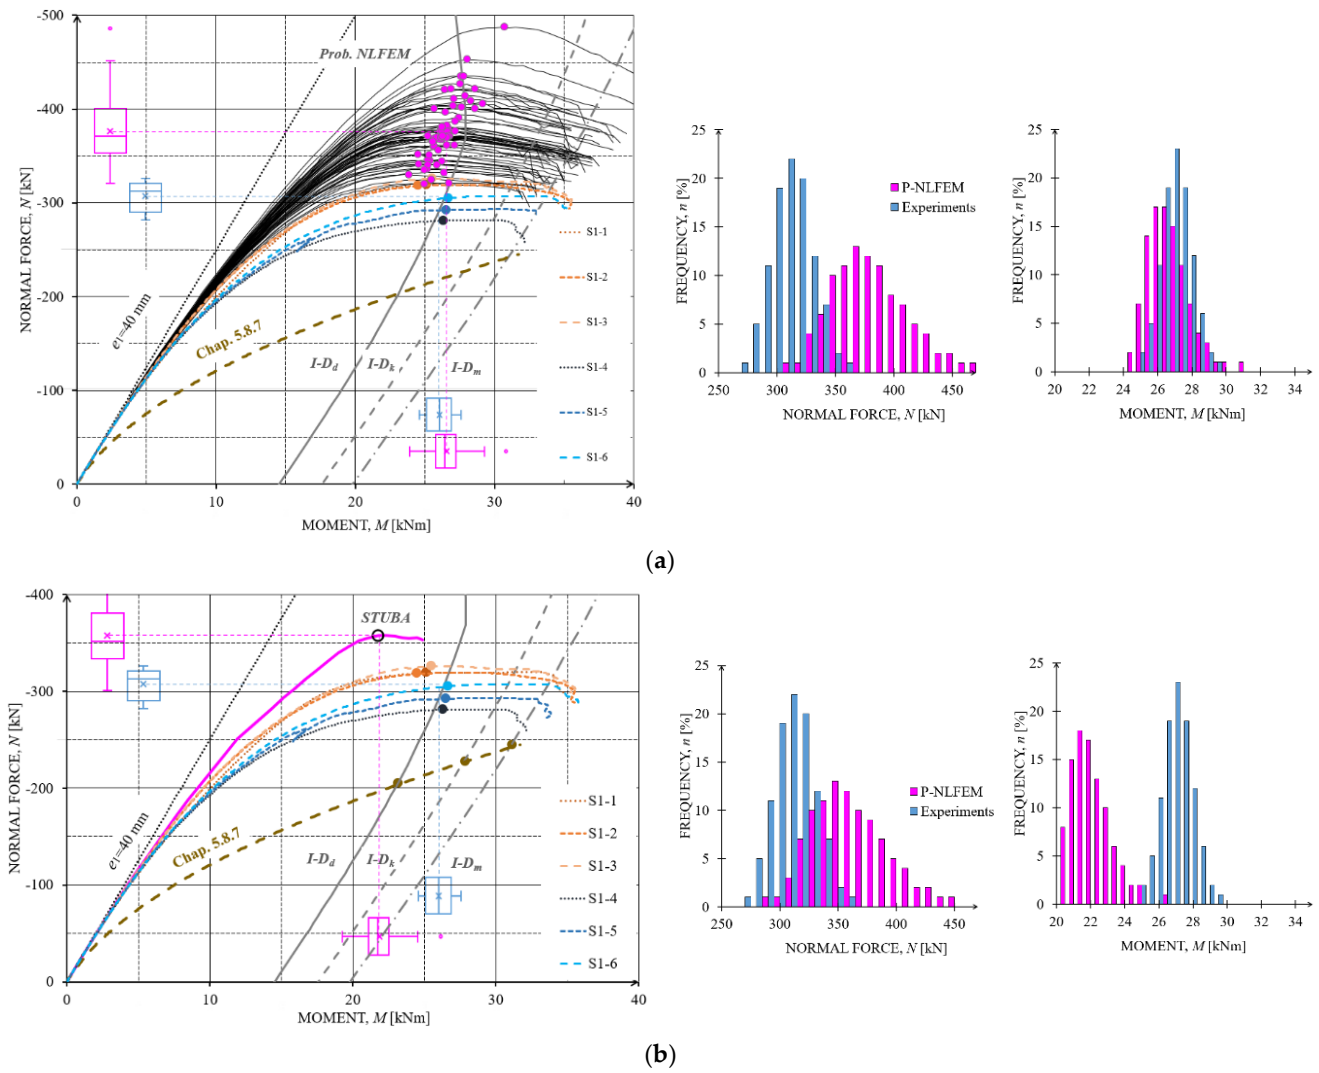 -500
-400
-300
-200
-100
0
NORMAL FORCE, N [kN]
0
10
20
30
40
MOMENT, M [kNm]
Prob. NLFEM
e1=40 mm
Chap. 5.8.7
I-Dd
I-Dk
I-Dm
S1-1
S1-2
S1-3
S1-4
S1-5
S1-6
25
20
15
10
5
0
FREQUENCY, n [%]
250
300
350
400
450
NORMAL FORCE, N [kN]
P-NLFEM
Experiments
25
20
15
10
5
0
FREQUENCY, n [%]
20
22
24
26
28
30
32
34
MOMENT, M [kNm]
(a)
-400
-300
-200
-100
0
NORMAL FORCE, N [kN]
0
10
20
30
40
MOMENT, M [kNm]
STUBA
e1=40 mm
Chap. 5.8.7
I-Dd
I-Dk
I-Dm
S1-1
S1-2
S1-3
S1-4
S1-5
S1-6
25
20
15
10
5
0
FREQUENCY, n [%]
250
300
350
400
450
NORMAL FORCE, N [kN]
P-NLFEM
Experiments
25
20
15
10
5
0
FREQUENCY, n [%]
20
22
24
26
28
30
32
34
MOMENT, M [kNm]
(b)